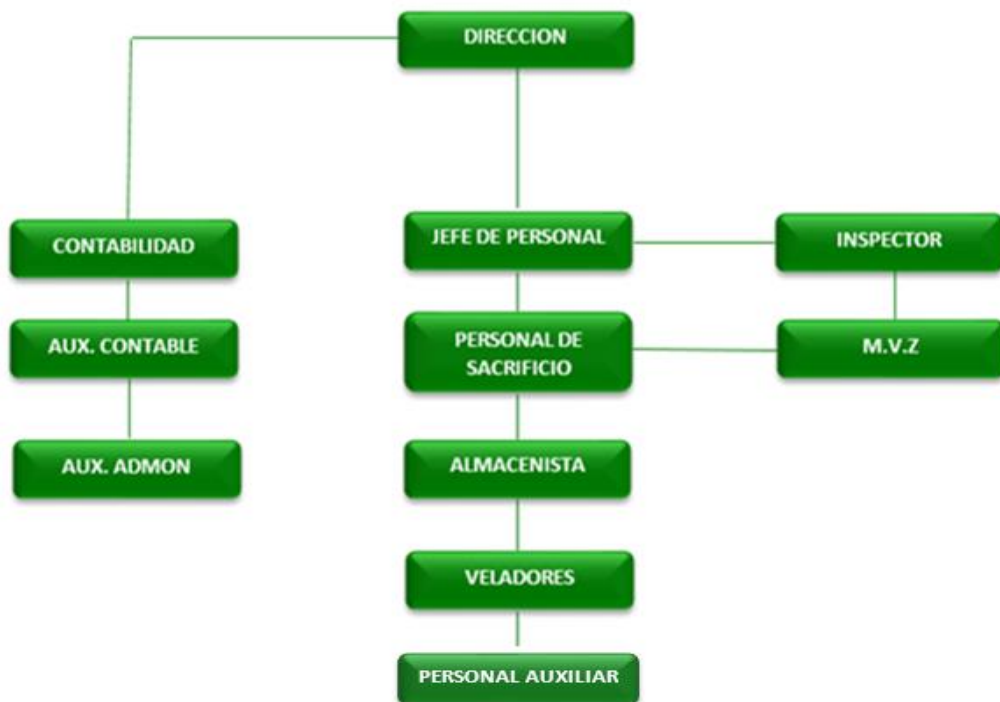 DIRECCION
CONTABILIDAD
JEFE DE PERSONAL
INSPECTOR
AUX. CONTABLE
PERSONAL DE
SACRIFICIO
M.V.Z
AUX. ADMON
ALMACENISTA
VELADORES
PERSONAL AUXILIAR